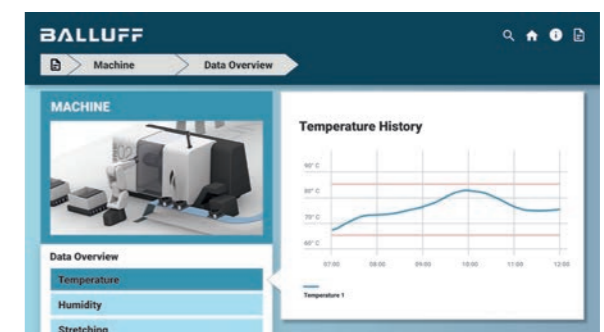 BALLUFF
Machine
Data Overview
MACHINE
Data Overview
Temperature
Humidity
Stretching
Temperature History
90° C
80° C
70° C
60° C
07:00 08:00 09:00 10:00 11:00 12:00
Temperature 1